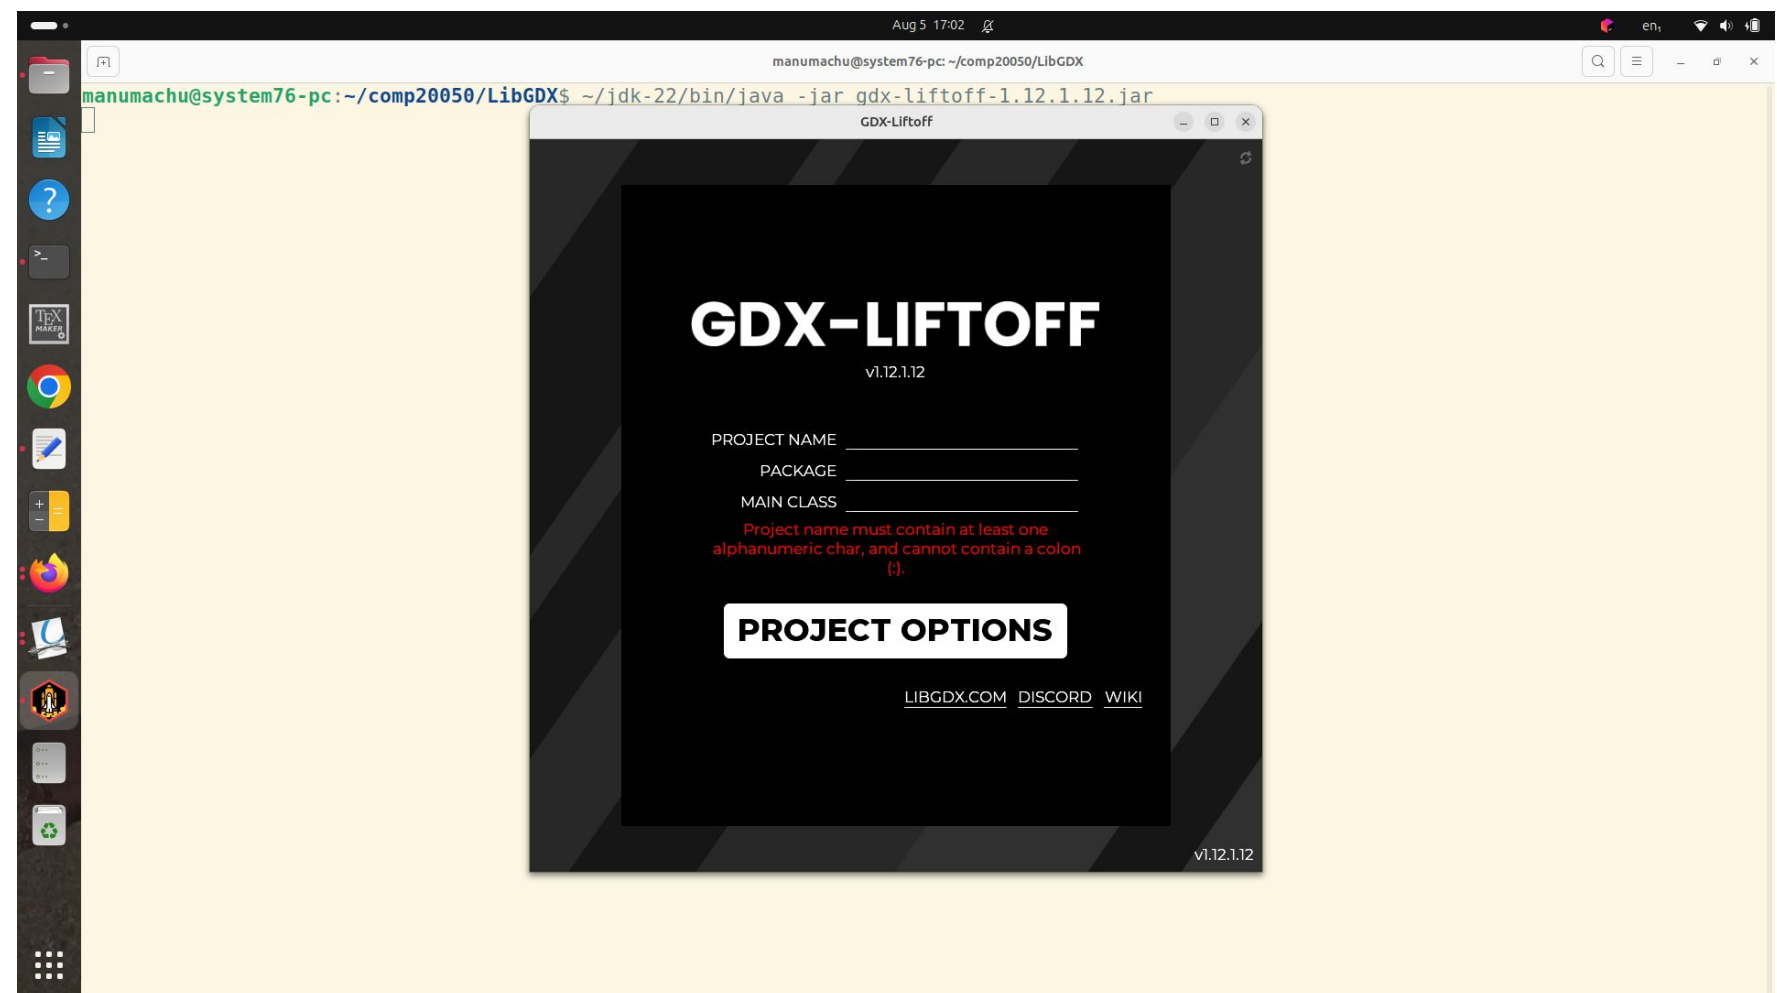 Aug 5 17:02
en₁
manumachu@system76-pc: ~/comp20050/LibGDX
manumachu@system76-pc:~/comp20050/LibGDX$ ~/jdk-22/bin/java -jar gdx-liftoff-1.12.1.12.jar
GDX-Liftoff
GDX-LIFTOFF
v1.12.1.12
PROJECT NAME
PACKAGE
MAIN CLASS
Project name must contain at least one
alphanumeric char, and cannot contain a colon
(:).
PROJECT OPTIONS
LIBGDX.COM DISCORD WIKI
v1.12.1.12
TEX
MAKER